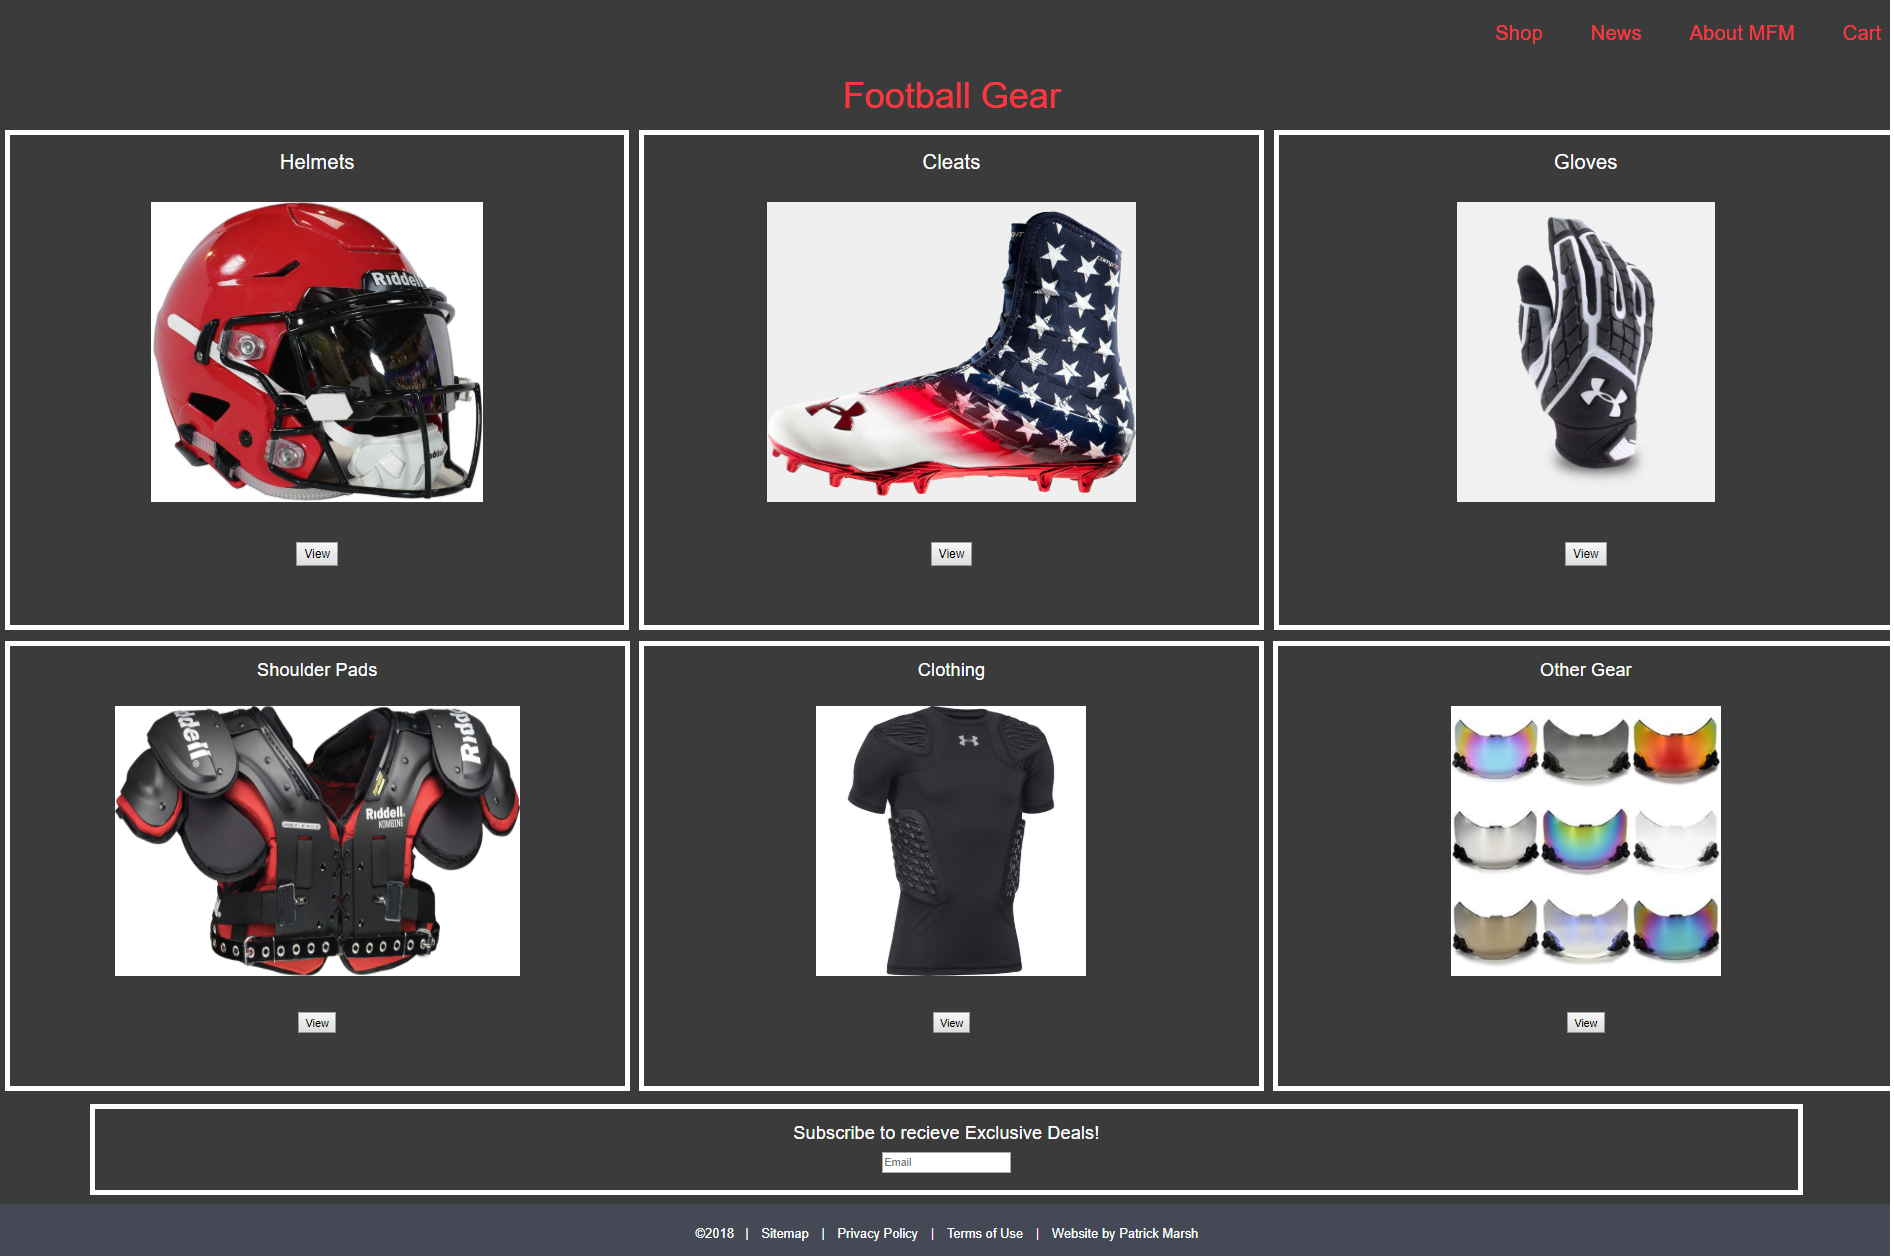 Shop News About MFM Cart
Football Gear
Helmets
Cleats
Gloves
Riddell
View
View
View
Shoulder Pads
Clothing
Other Gear
Riddell
KOMBINE
View
View
View
Subscribe to recieve Exclusive Deals!
Email
©2018 | Sitemap | Privacy Policy | Terms of Use | Website by Patrick Marsh